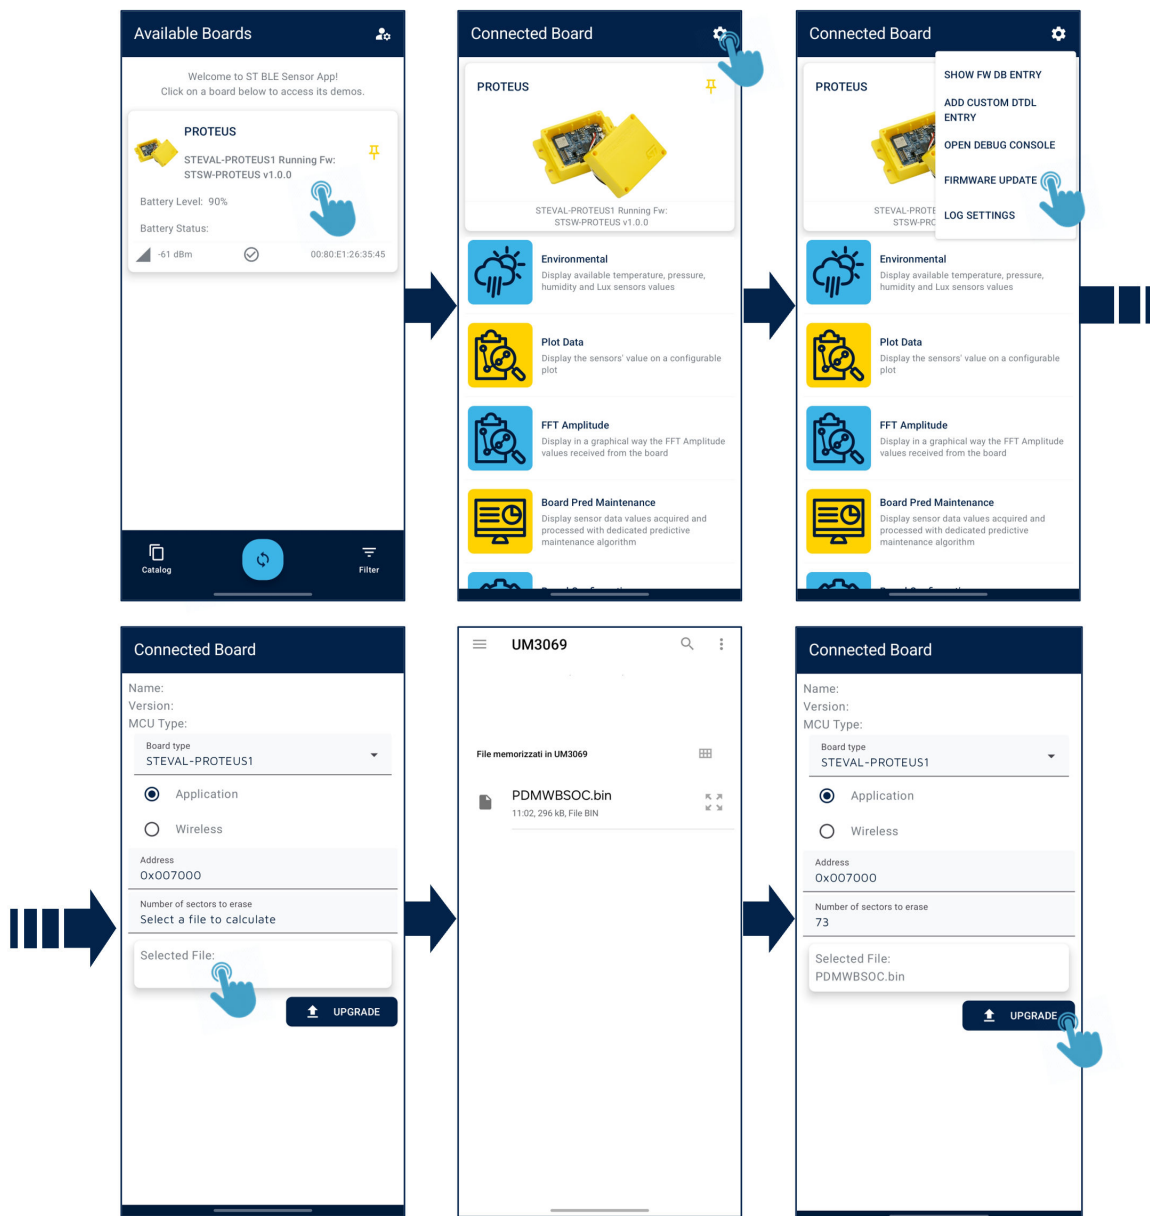 Available Boards
Welcome to ST BLE Sensor App!
Click on a board below to access its demos.
PROTEUS
STEVAL-PROTEUS1 Running Fw:
STSW-PROTEUS v1.0.0
Battery Level: 90%
Battery Status:
-61 dBm
00:80:E1:26:35:45
Catalog
Filter
Connected Board
PROTEUS
STEVAL-PROTEUS1 Running Fw:
STSW-PROTEUS v1.0.0
Environmental
Display available temperature, pressure,
humidity and Lux sensors values
Plot Data
Display the sensors' value on a configurable
plot
FFT Amplitude
Display in a graphical way the FFT Amplitude
values received from the board
Board Pred Maintenance
Display sensor data values acquired and
processed with dedicated predictive
maintenance algorithm
Connected Board
SHOW FW DB ENTRY
ADD CUSTOM DTDL
ENTRY
OPEN DEBUG CONSOLE
FIRMWARE UPDATE
LOG SETTINGS
PROTEUS
STEVAL-PROTE
STSW-PRO
Environmental
Display available temperature, pressure,
humidity and Lux sensors values
Plot Data
Display the sensors' value on a configurable
plot
FFT Amplitude
Display in a graphical way the FFT Amplitude
values received from the board
Board Pred Maintenance
Display sensor data values acquired and
processed with dedicated predictive
maintenance algorithm
Connected Board
Name:
Version:
MCU Type:
Board type
STEVAL-PROTEUS1
Application
Wireless
Address
0x007000
Number of sectors to erase
Select a file to calculate
Selected File:
UPGRADE
UM3069
File memorizzati in UM3069
PDMWBSOC.bin
11:02, 296 kB, File BIN
Connected Board
Name:
Version:
MCU Type:
Board type
STEVAL-PROTEUS1
Application
Wireless
Address
0x007000
Number of sectors to erase
73
Selected File:
PDMWBSOC.bin
UPGRADE